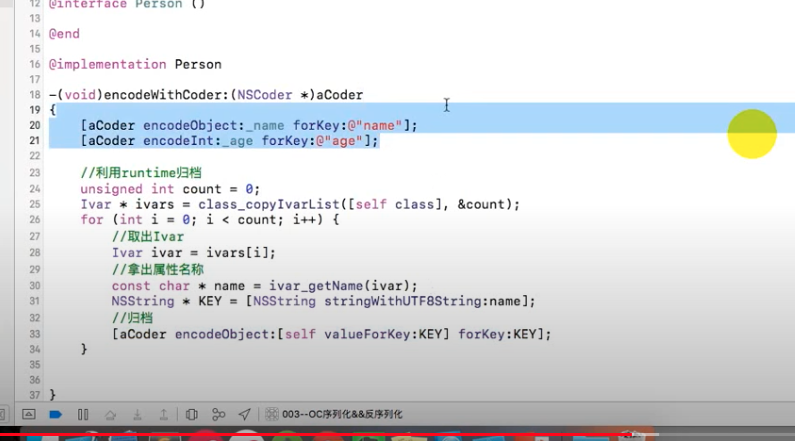 12 @interface Person ()
13
14 @end
15
16 @implementation Person
17
18 -(void)encodeWithCoder:(NSCoder *)aCoder
19 {
20 [aCoder encodeObject:_name forKey:@"name"];
21 [aCoder encodeInt:_age forKey:@"age"];
22
23 //利用runtime归档
24 unsigned int count = 0;
25 Ivar * ivars = class_copyIvarList([self class], &count);
26 for (int i = 0; i < count; i++) {
27 //取出Ivar
28 Ivar ivar = ivars[i];
29 //拿出属性名称
30 const char * name = ivar_getName(ivar);
31 NSString * KEY = [NSString stringWithUTF8String:name];
32 //归档
33 [aCoder encodeObject:[self valueForKey:KEY] forKey:KEY];
34 }
35
36
37 }
003--OC序列化&&反序列化